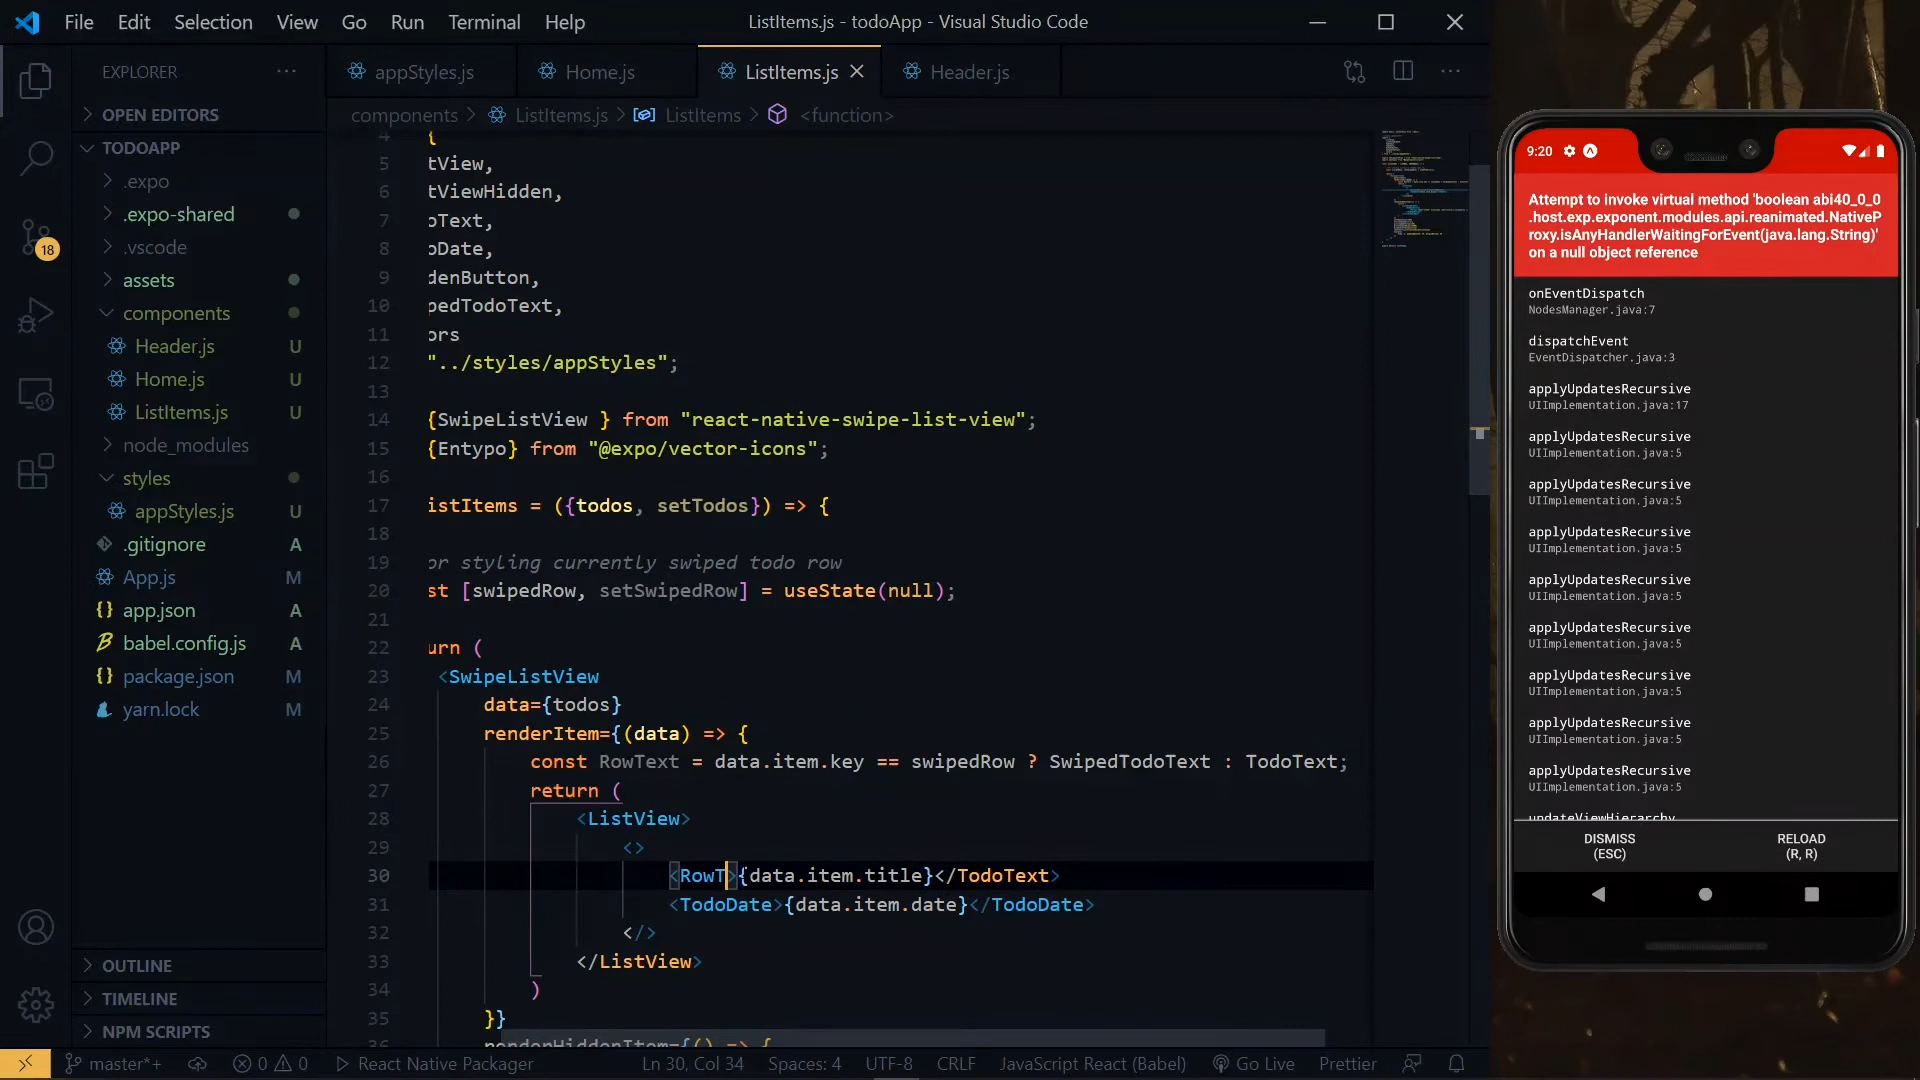 File Edit Selection View Go Run Terminal Help
ListItems.js - todoApp - Visual Studio Code
EXPLORER
OPEN EDITORS
TODOAPP
.expo
.expo-shared
.vscode
assets
components
Header.js U
Home.js U
ListItems.js U
node_modules
styles
appStyles.js U
.gitignore A
App.js M
app.json A
babel.config.js A
package.json M
yarn.lock M
OUTLINE
TIMELINE
NPM SCRIPTS
18
appStyles.js
Home.js
ListItems.js
Header.js
components > ListItems.js > ListItems > <function>
4 {
5 tView,
6 tViewHidden,
7 oText,
8 oDate,
9 denButton,
10 pedTodoText,
11 ors
12 "../styles/appStyles";
13
14 {SwipeListView } from "react-native-swipe-list-view";
15 {Entypo} from "@expo/vector-icons";
16
17 istItems = ({todos, setTodos}) => {
18
19 or styling currently swiped todo row
20 st [swipedRow, setSwipedRow] = useState(null);
21
22 urn (
23 <SwipeListView
24 data={todos}
25 renderItem={(data) => {
26 const RowText = data.item.key == swipedRow ? SwipedTodoText : TodoText;
27 return (
28 <ListView>
29 <>
30 <RowT>{data.item.title}</TodoText>
31 <TodoDate>{data.item.date}</TodoDate>
32 </>
33 </ListView>
34 )
35 }}
36 renderHiddenItem={() => {
master*+
0 0
React Native Packager
Ln 30, Col 34
Spaces: 4
UTF-8
CRLF
JavaScript React (Babel)
Go Live
Prettier
9:20
Attempt to invoke virtual method 'boolean abi40_0_0
.host.exp.exponent.modules.api.reanimated.NativeP
roxy.isAnyHandlerWaitingForEvent(java.lang.String)'
on a null object reference
onEventDispatch
NodesManager.java:7
dispatchEvent
EventDispatcher.java:3
applyUpdatesRecursive
UIImplementation.java:17
applyUpdatesRecursive
UIImplementation.java:5
applyUpdatesRecursive
UIImplementation.java:5
applyUpdatesRecursive
UIImplementation.java:5
applyUpdatesRecursive
UIImplementation.java:5
applyUpdatesRecursive
UIImplementation.java:5
applyUpdatesRecursive
UIImplementation.java:5
applyUpdatesRecursive
UIImplementation.java:5
applyUpdatesRecursive
UIImplementation.java:5
updateViewHierarchy
DISMISS
(ESC)
RELOAD
(R, R)